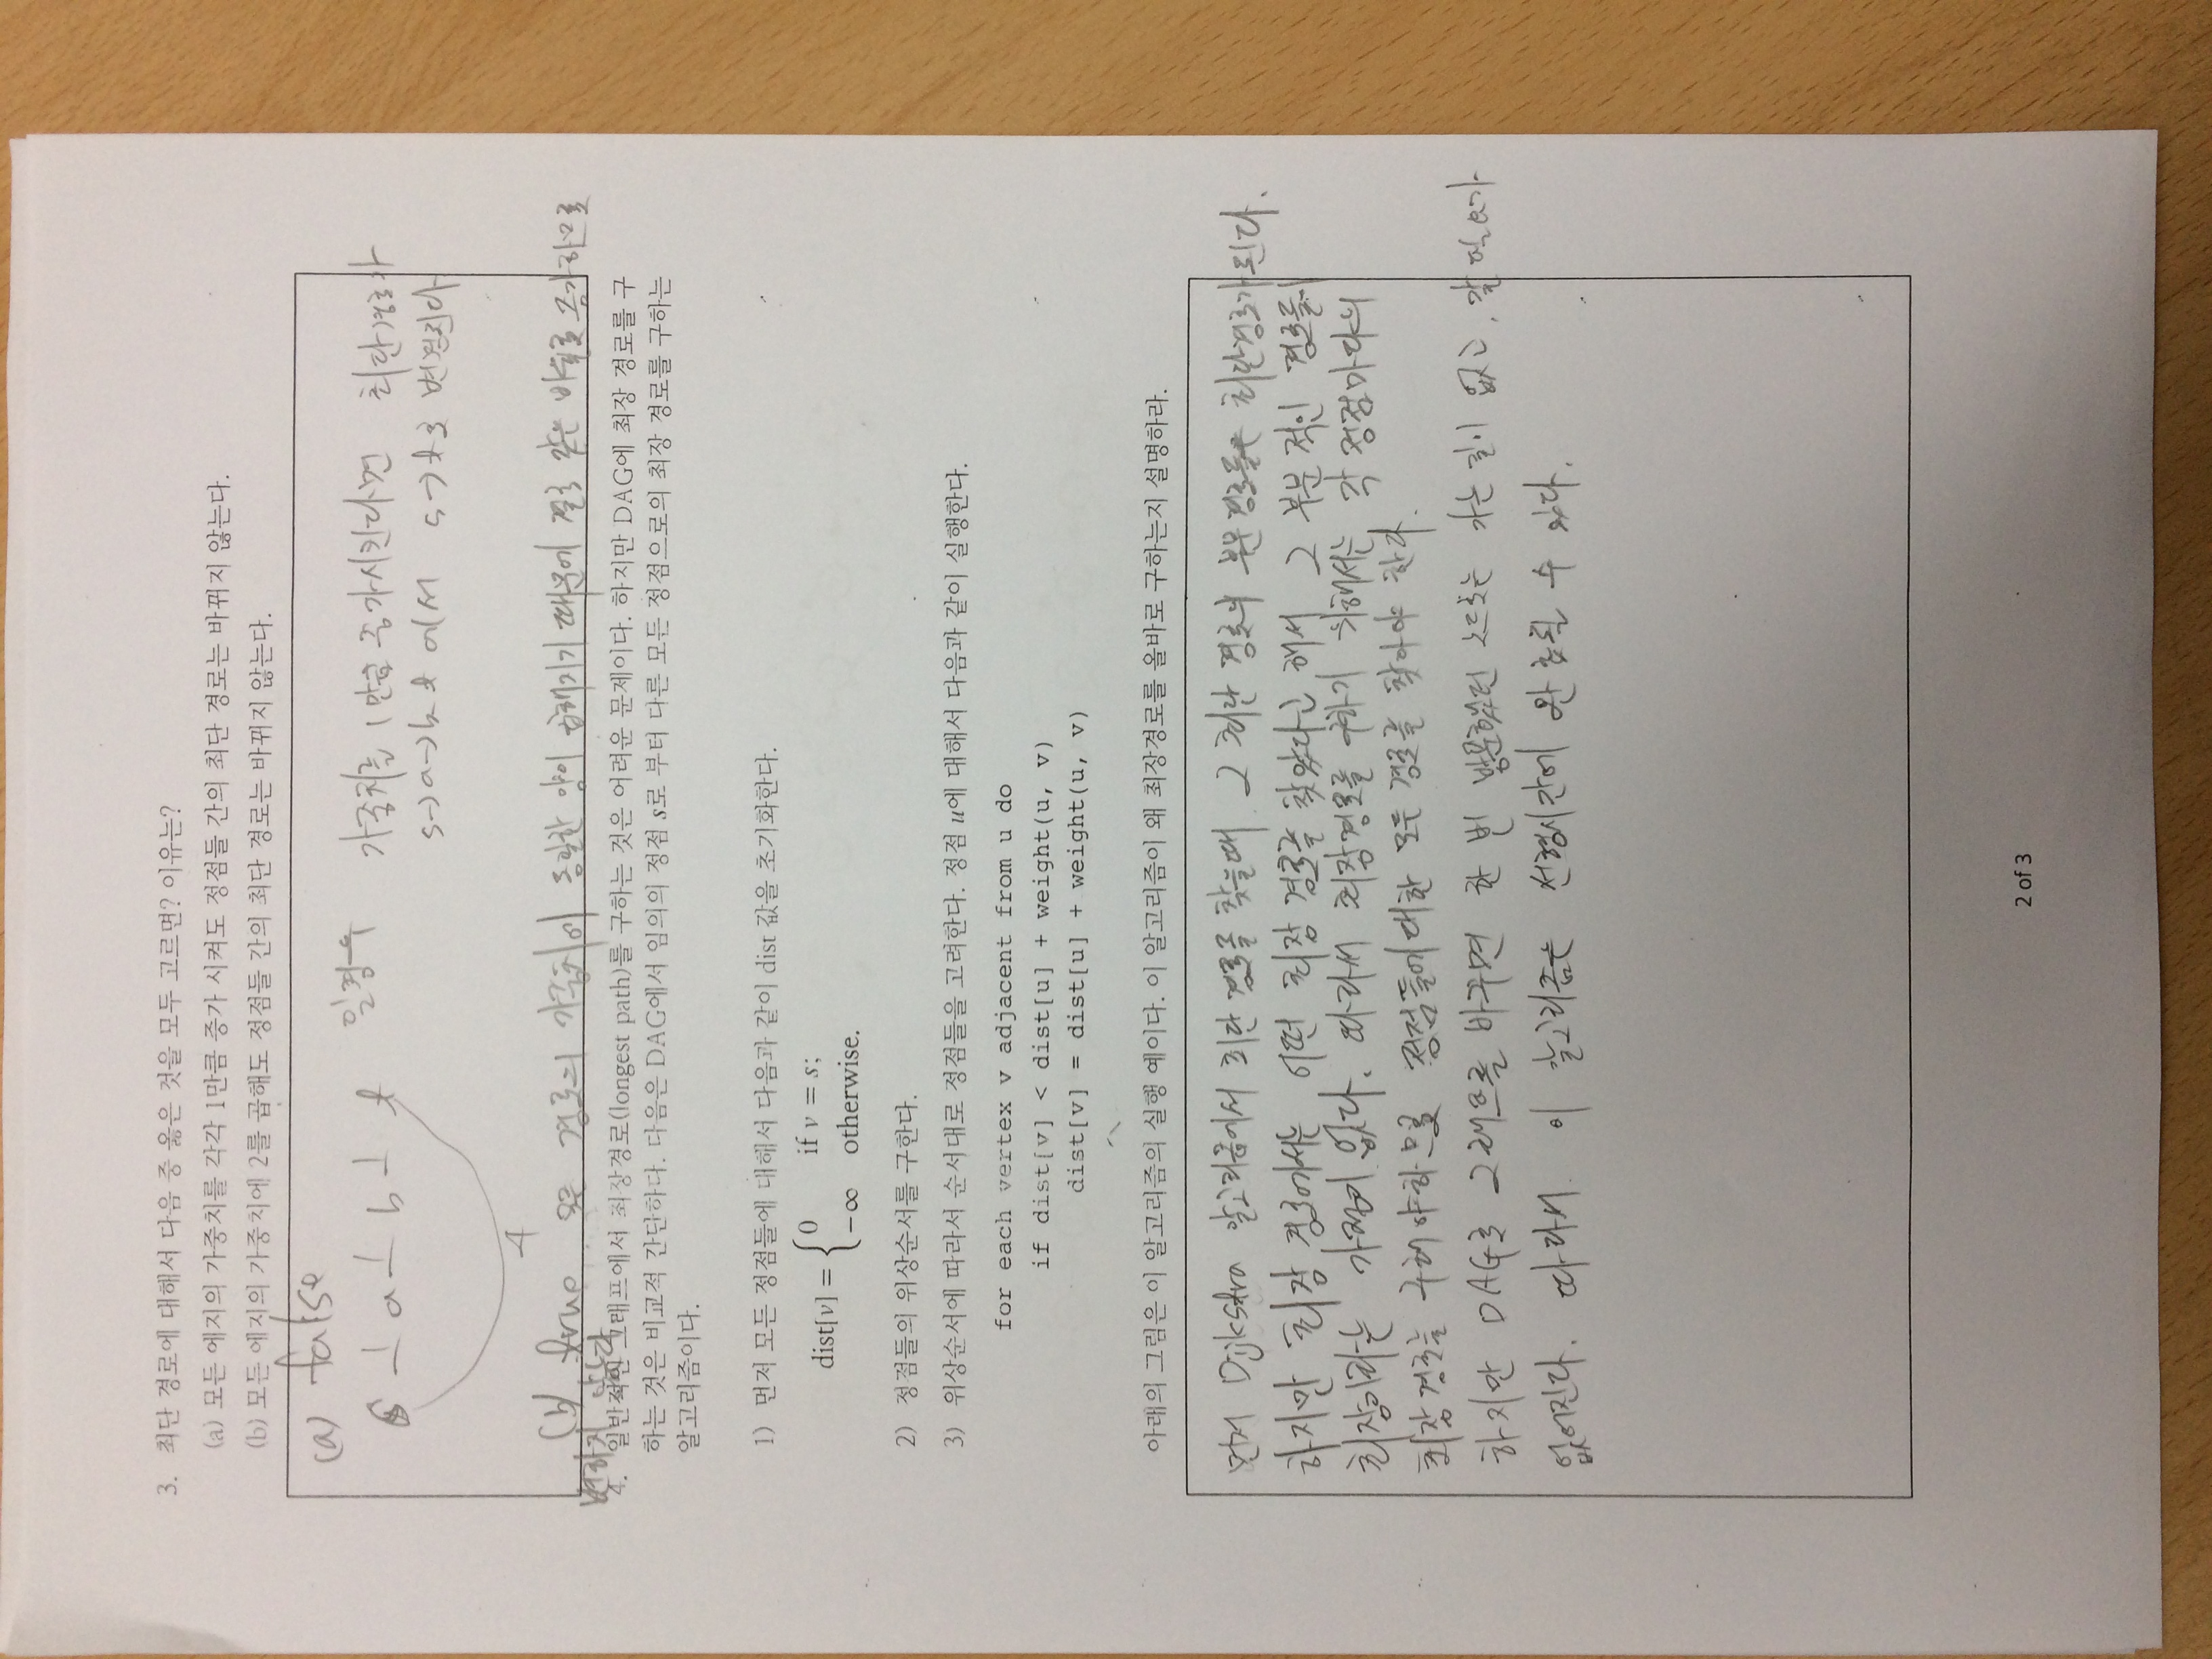 3. 최단 경로에 대해서 다음 중 옳은 것을 모두 고르면? 이유는?
(a) 모든 에지의 가중치를 각각 1만큼 증가 시켜도 정점들 간의 최단 경로는 바뀌지 않는다.
(b) 모든 에지의 가중치에 2를 곱해도 정점들 간의 최단 경로는 바뀌지 않는다.
(a) false
s 1 a 1 b 1 t
4
가중치를 1만큼 증가시킨다면 최단경로가
s→a→b t 에서 s→t로 변경된다
(b) true 모든 경로의 가중치에 동일한 양이 곱해지기 때문에 같은 비율로 증가하므로
변하지 않는다
4. 일반적인 그래프에서 최장경로(longest path)를 구하는 것은 어려운 문제이다. 하지만 DAG에 최장 경로를 구
하는 것은 비교적 간단하다. 다음은 DAG에서 임의의 정점 s로 부터 다른 모든 정점으로의 최장 경로를 구하는
알고리즘이다.
1) 먼저 모든 정점들에 대해서 다음과 같이 dist 값을 초기화한다.
dist[v] = { 0 if v = s;
−∞ otherwise.
2) 정점들의 위상순서를 구한다.
3) 위상순서에 따라서 순서대로 정점들을 고려한다. 정점 u에 대해서 다음과 같이 실행한다.
for each vertex v adjacent from u do
if dist[v] < dist[u] + weight(u, v)
dist[v] = dist[u] + weight(u, v)
아래의 그림은 이 알고리즘의 실행 예이다. 이 알고리즘이 왜 최장경로를 올바로 구하는지 설명하라.
먼저 Dijkstra 알고리즘에서 최단 경로를 찾을때 그 최단 경로의 부분경로들은 최단경로가 된다.
하지만 최장 경로에서는 어떤 최장 경로를 찾았다고 해서 그 부분적인 경로들이
최장이라는 가정이 없다. 따라서 최장경로를 구하기 위해서는 각 정점마다의
최장 경로를 구해야하므로 정점들에 대한 모든 경로를 찾아야 한다.
하지만 DAG로 그래프를 바꾸면 한 번 방문했던 노드로는 가는 길이 없고, 갈 필요가
없어진다. 따라서 이 알고리즘은 선형시간에 완료될 수 있다.
2 of 3